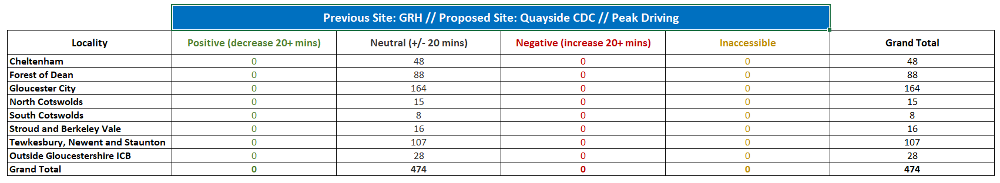 Previous Site: GRH // Proposed Site: Quayside CDC // Peak Driving
Locality Positive (decrease 20+ mins) Neutral (+/- 20 mins) Negative (increase 20+ mins) Inaccessible Grand Total
Cheltenham 0 48 0 0 48
Forest of Dean 0 88 0 0 88
Gloucester City 0 164 0 0 164
North Cotswolds 0 15 0 0 15
South Cotswolds 0 8 0 0 8
Stroud and Berkeley Vale 0 16 0 0 16
Tewkesbury, Newent and Staunton 0 107 0 0 107
Outside Gloucestershire ICB 0 28 0 0 28
Grand Total 0 474 0 0 474